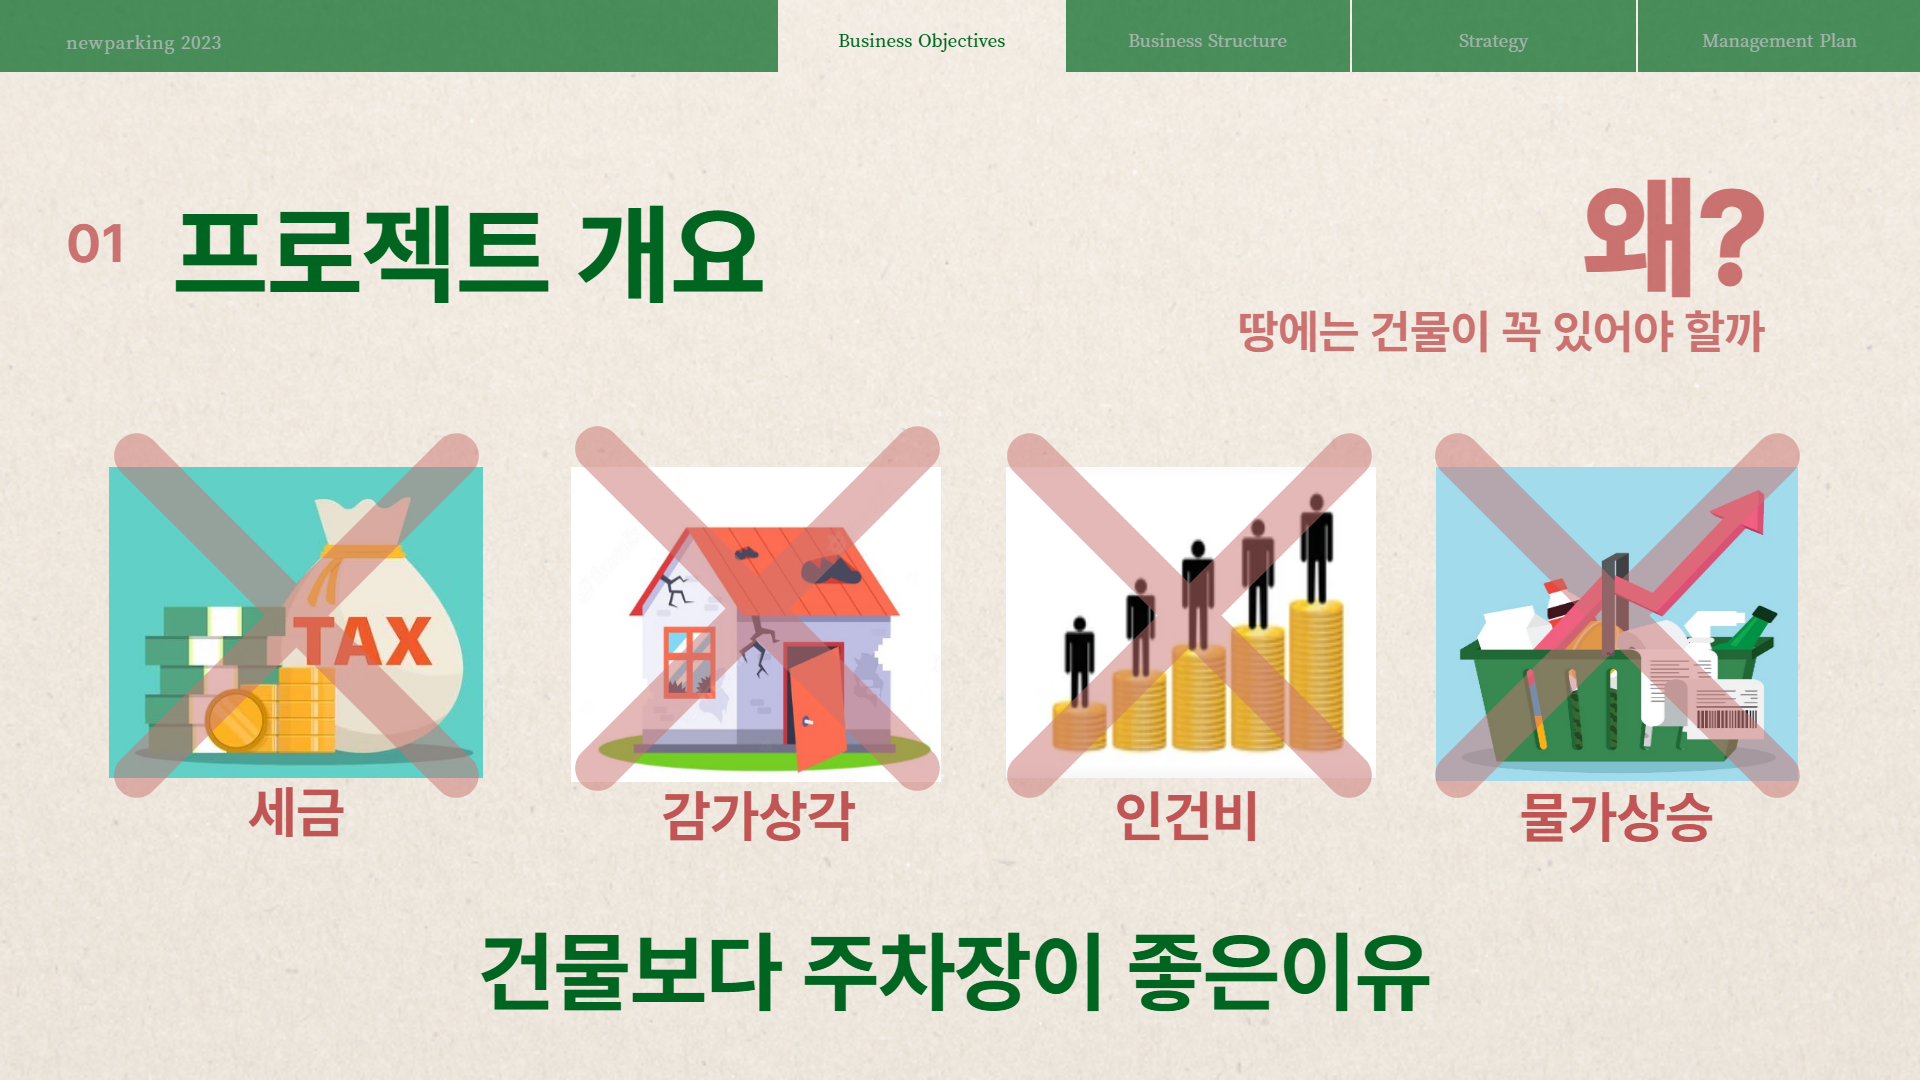 newparking 2023
Business Objectives
Business Structure
Strategy
Management Plan
01
프로젝트 개요
왜?
땅에는 건물이 꼭 있어야 할까
TAX
세금
감가상각
인건비
물가상승
건물보다 주차장이 좋은이유